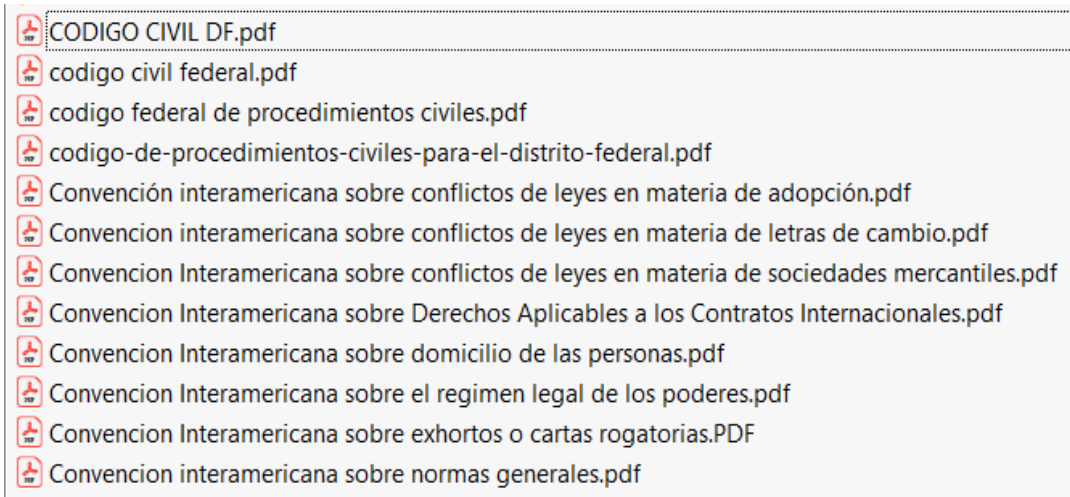 CODIGO CIVIL DF.pdf
codigo civil federal.pdf
codigo federal de procedimientos civiles.pdf
codigo-de-procedimientos-civiles-para-el-distrito-federal.pdf
Convención interamericana sobre conflictos de leyes en materia de adopción.pdf
Convencion interamericana sobre conflictos de leyes en materia de letras de cambio.pdf
Convencion Interamericana sobre conflictos de leyes en materia de sociedades mercantiles.pdf
Convencion Interamericana sobre Derechos Aplicables a los Contratos Internacionales.pdf
Convencion Interamericana sobre domicilio de las personas.pdf
Convencion Interamericana sobre el regimen legal de los poderes.pdf
Convencion Interamericana sobre exhortos o cartas rogatorias.PDF
Convencion interamericana sobre normas generales.pdf